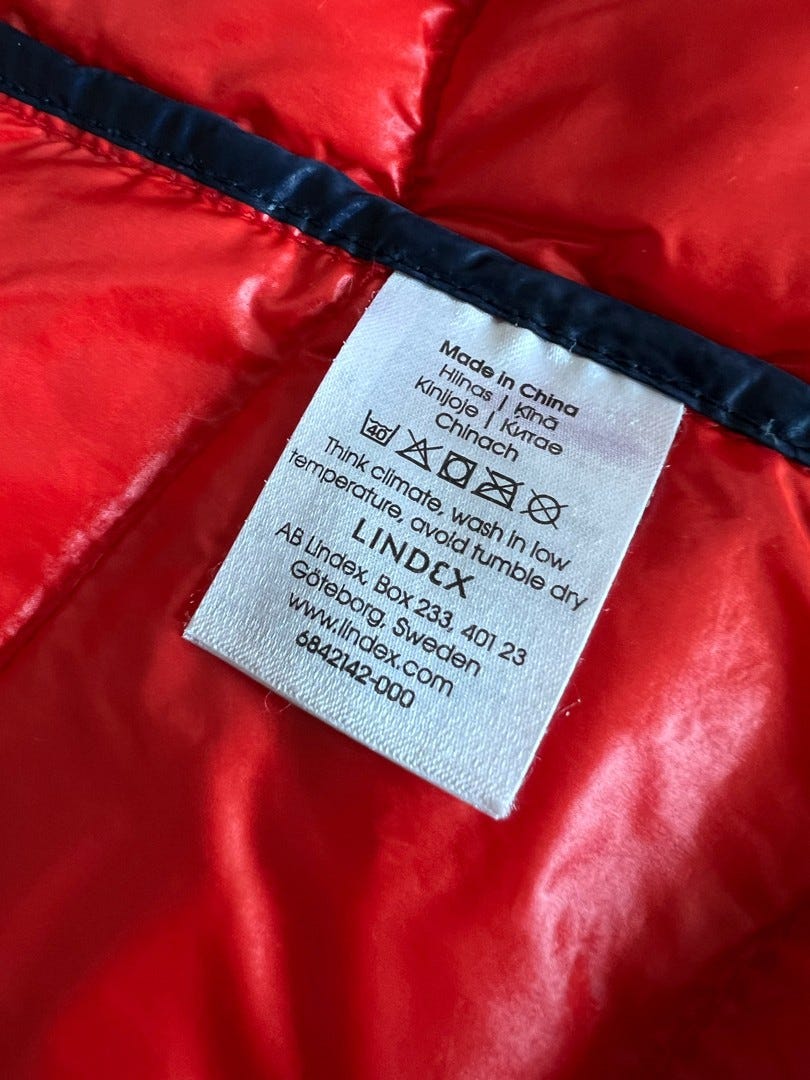 Made in China
Hiinas | Ķīnā
Kinijoje | Китае
Chinach
40
Think climate, wash in low
temperature, avoid tumble dry
LINDEX
AB Lindex, Box 233, 401 23
Göteborg, Sweden
www.lindex.com
6842142-000